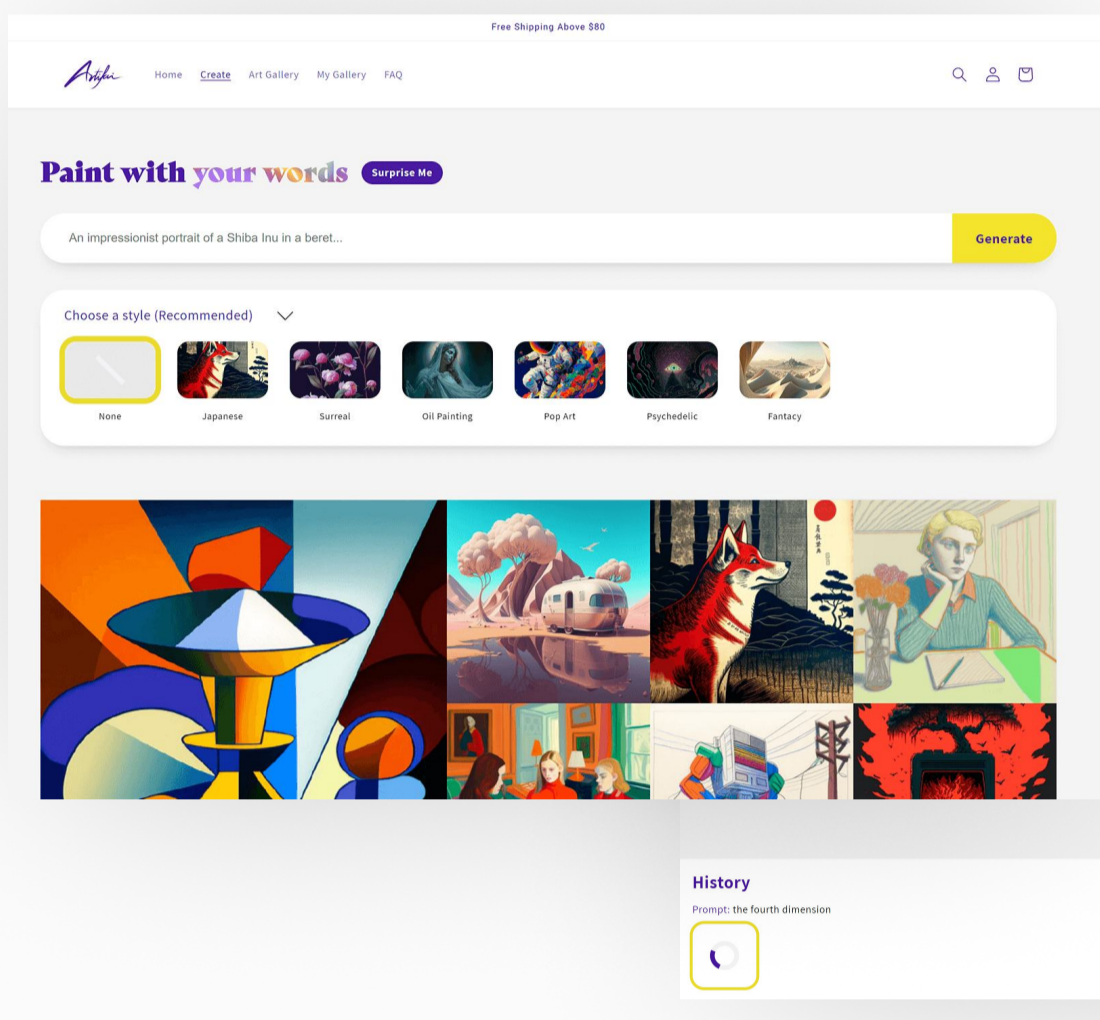 Free Shipping Above $80
Home Create Art Gallery My Gallery FAQ
Paint with your words Surprise Me
An impressionist portrait of a Shiba Inu in a beret...
Generate
Choose a style (Recommended)
None Japanese Surreal Oil Painting Pop Art Psychedelic Fantacy
History
Prompt: the fourth dimension